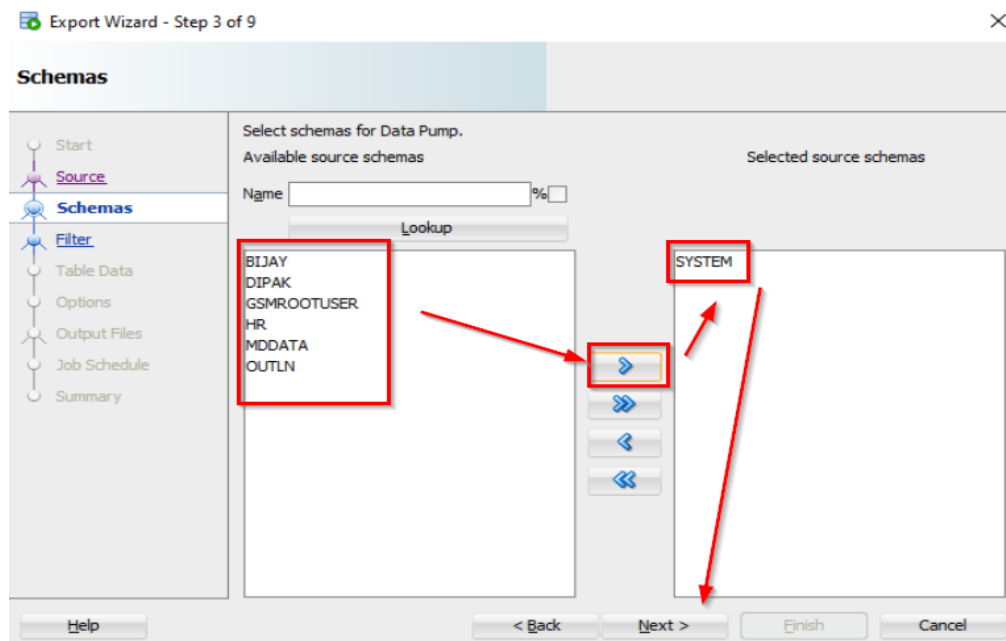 Export Wizard - Step 3 of 9
Schemas
Start
Source
Schemas
Filter
Table Data
Options
Output Files
Job Schedule
Summary
Select schemas for Data Pump.
Available source schemas
Selected source schemas
Name
%
Lookup
BIJAY
DIPAK
GSMROOTUSER
HR
MDDATA
OUTLN
SYSTEM
Help
< Back
Next >
Finish
Cancel